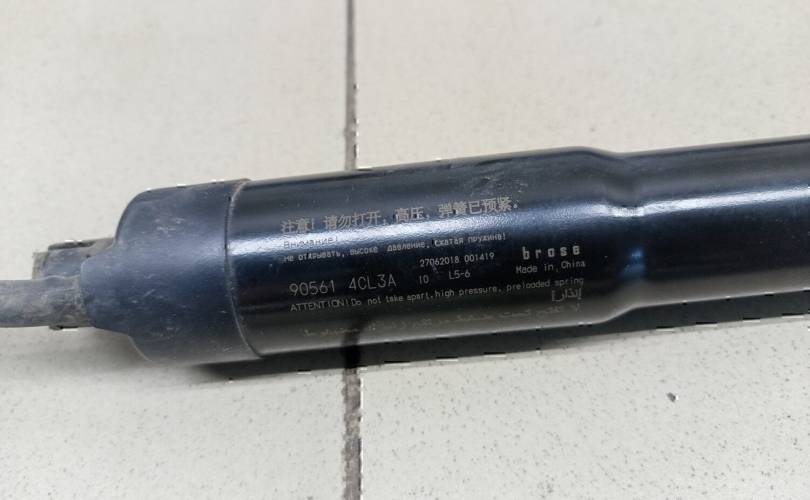 注意! 请勿打开, 高压, 弹簧已预紧.
Внимание!
не открывать, высоке давление, сжатая пружина!
27062018 001419
brose
90561 4CL3A
IO L5-6
Made in China
ATTENTION! Do not take apart, high pressure, preloaded spring
إنذار!